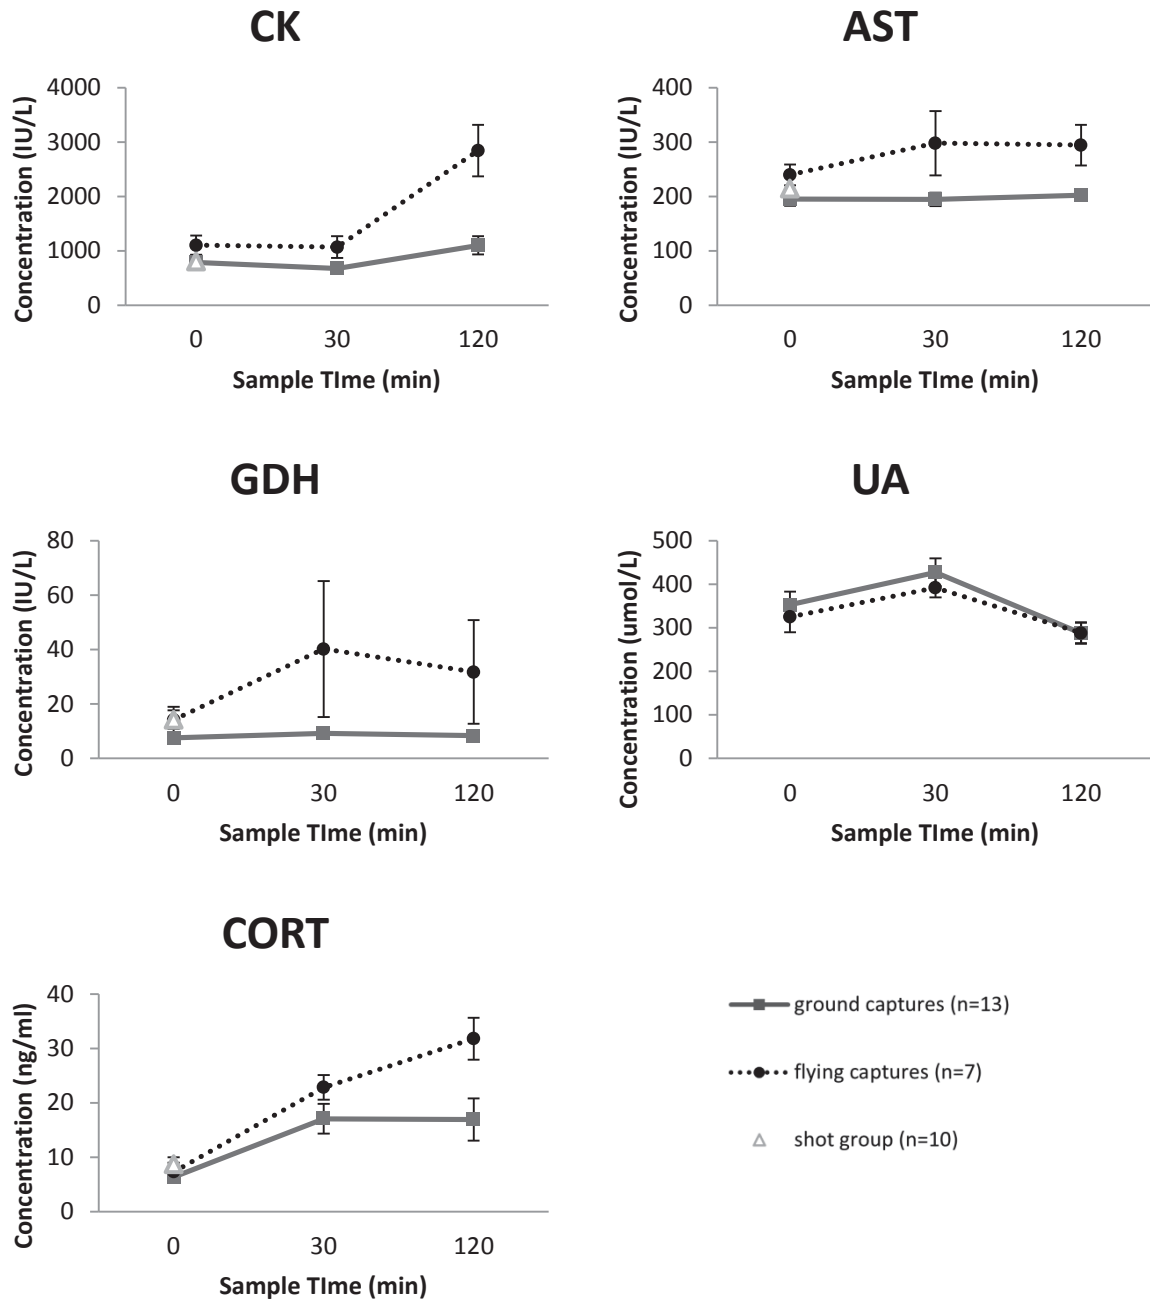 CK
AST
Concentration (IU/L)
4000
3000
2000
1000
0
0 30 120
Sample TIme (min)
Concentration (IU/L)
400
300
200
100
0
0 30 120
Sample TIme (min)
GDH
UA
Concentration (IU/L)
80
60
40
20
0
0 30 120
Sample TIme (min)
Concentration (umol/L)
500
400
300
200
100
0
0 30 120
Sample TIme (min)
CORT
Concentration (ng/ml)
40
30
20
10
0
0 30 120
Sample TIme (min)
ground captures (n=13)
flying captures (n=7)
shot group (n=10)